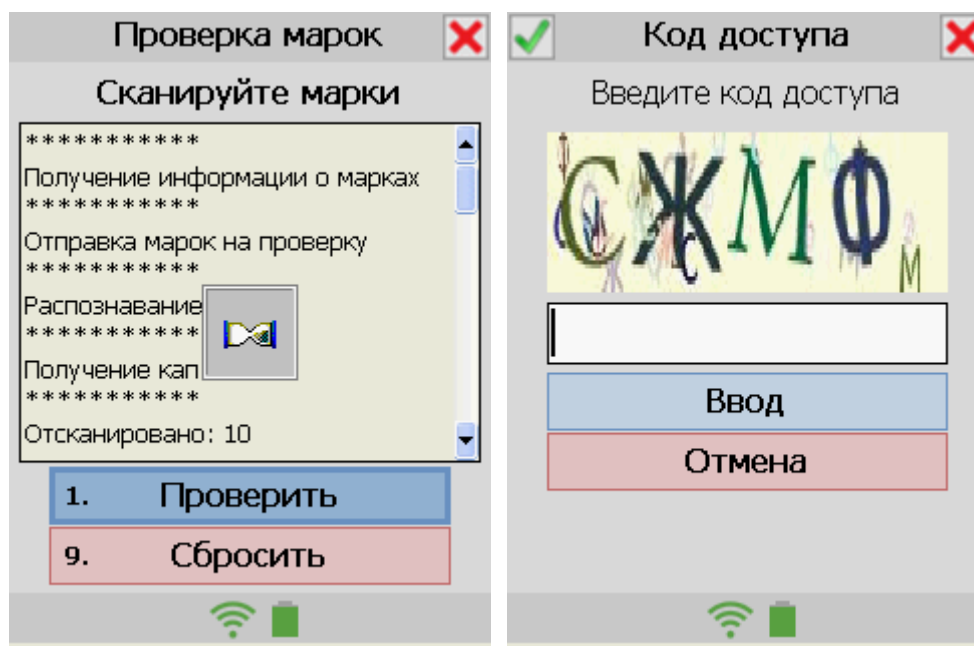 Проверка марок
Сканируйте марки
***********
Получение информации о марках
***********
Отправка марок на проверку
***********
Распознавание
***********
Получение кап
***********
Отсканировано: 10
1. Проверить
9. Сбросить
Код доступа
Введите код доступа
СЖМФ
Ввод
Отмена